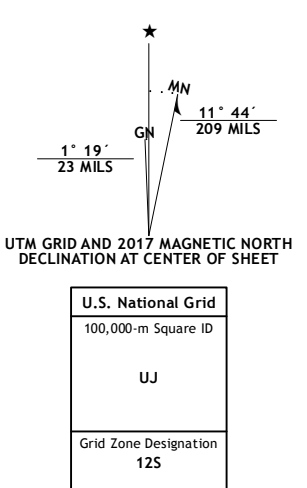 ★
MN
GN
11° 44´
209 MILS
1° 19´
23 MILS
UTM GRID AND 2017 MAGNETIC NORTH
DECLINATION AT CENTER OF SHEET
U.S. National Grid
100,000-m Square ID
UJ
Grid Zone Designation
12S